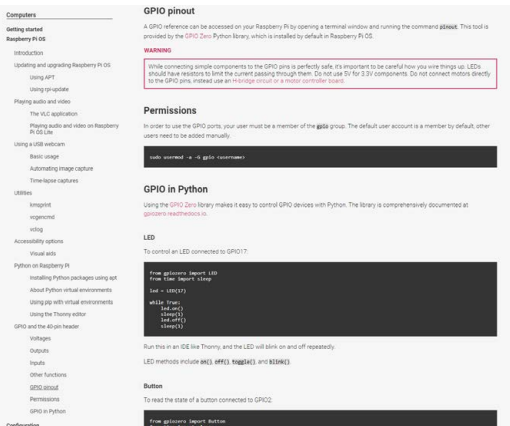 Computers
Getting started
Raspberry Pi OS
Introduction
Updating and upgrading Raspberry Pi OS
Using APT
Using rpi-update
Playing audio and video
The VLC application
Playing audio and video on Raspberry
Pi OS Lite
Using a USB webcam
Basic usage
Automating image capture
Time-lapse captures
Utilities
kmsprint
vcgencmd
vclog
Accessibility options
Visual aids
Python on Raspberry Pi
Installing Python packages using apt
About Python virtual environments
Using pip with virtual environments
Using the Thonny editor
GPIO and the 40-pin header
Voltages
Outputs
Inputs
Other functions
GPIO pinout
Permissions
GPIO in Python
Configuration
GPIO pinout
A GPIO reference can be accessed on your Raspberry Pi by opening a terminal window and running the command pinout. This tool is
provided by the GPIO Zero Python library, which is installed by default in Raspberry Pi OS.
WARNING
While connecting simple components to the GPIO pins is perfectly safe, it's important to be careful how you wire things up. LEDs
should have resistors to limit the current passing through them. Do not use 5V for 3.3V components. Do not connect motors directly
to the GPIO pins, instead use an H-bridge circuit or a motor controller board.
Permissions
In order to use the GPIO ports, your user must be a member of the gpio group. The default user account is a member by default, other
users need to be added manually.
sudo usermod -a -G gpio <username>
GPIO in Python
Using the GPIO Zero library makes it easy to control GPIO devices with Python. The library is comprehensively documented at
gpiozero.readthedocs.io.
LED
To control an LED connected to GPIO17:
from gpiozero import LED
from time import sleep
led = LED(17)
while True:
led.on()
sleep(1)
led.off()
sleep(1)
Run this in an IDE like Thonny, and the LED will blink on and off repeatedly.
LED methods include on(), off(), toggle(), and blink().
Button
To read the state of a button connected to GPIO2:
from gpiozero import Button